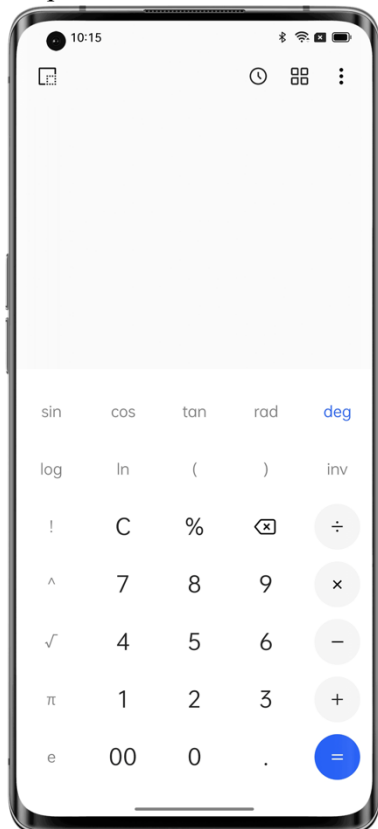 10:15
sin cos tan rad deg
log ln ( ) inv
! C % ÷
^ 7 8 9 ×
√ 4 5 6 −
π 1 2 3 +
e 00 0 . =